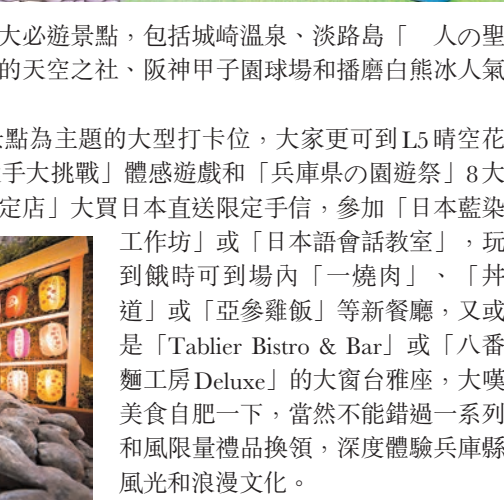 大必遊景點，包括城崎溫泉、淡路島「 人の聖
的天空之社、阪神甲子園球場和播磨白熊冰人氣
點為主題的大型打卡位，大家更可到L5晴空花
手大挑戰」體感遊戲和「兵庫県の園遊祭」8大
定店」大買日本直送限定手信，參加「日本藍染
工作坊」或「日本語會話教室」，玩
到餓時可到場內「一燒肉」、「丼
道」或「亞參雞飯」等新餐廳，又或
是「Tablier Bistro & Bar」或「八番
麵工房Deluxe」的大窗台雅座，大嘆
美食自肥一下，當然不能錯過一系列
和風限量禮品換領，深度體驗兵庫縣
風光和浪漫文化。